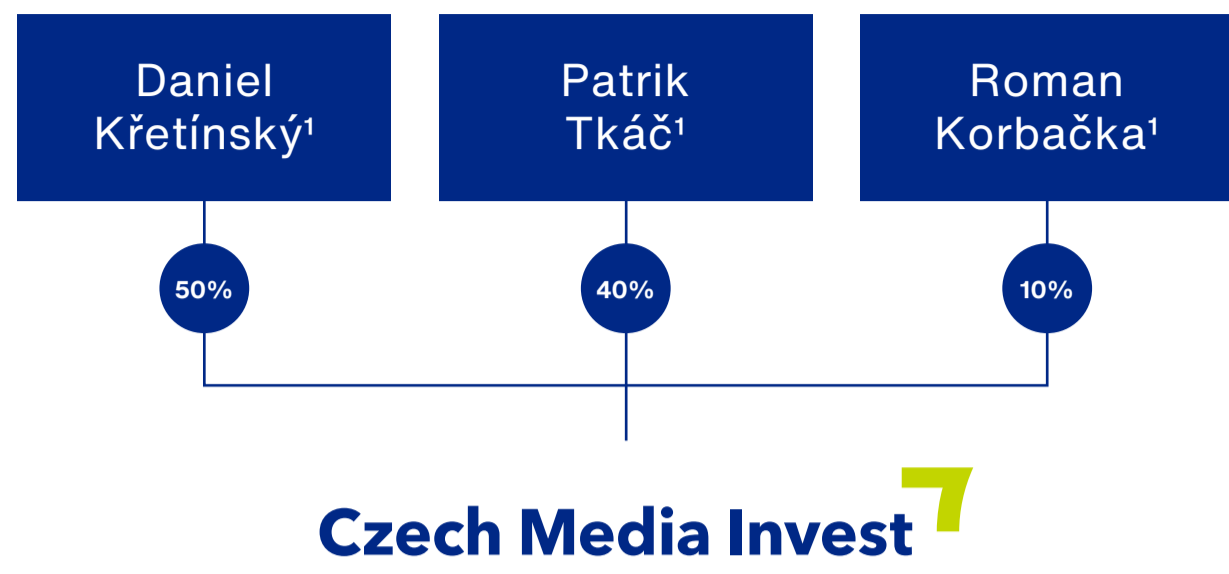 Daniel
Křetínský¹
Patrik
Tkáč¹
Roman
Korbačka¹
50%
40%
10%
Czech Media Invest